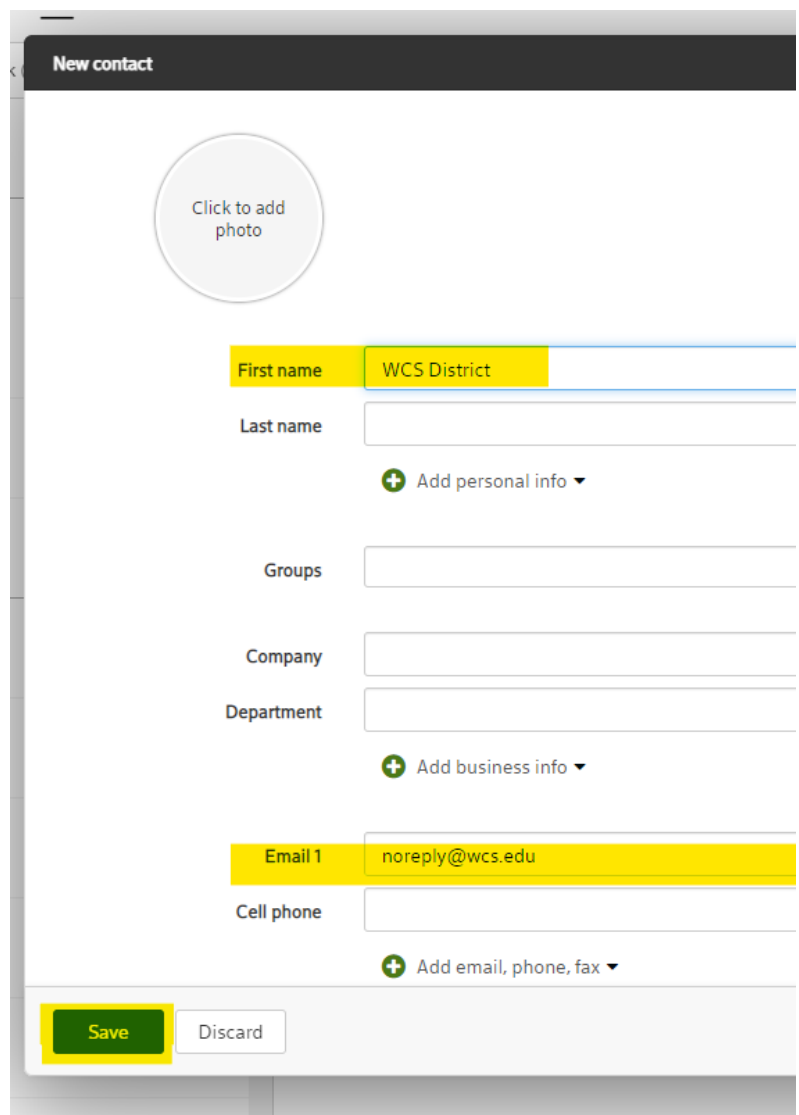 New contact
Click to add
photo
First name
WCS District
Last name
Add personal info
Groups
Company
Department
Add business info
Email 1
noreply@wcs.edu
Cell phone
Add email, phone, fax
Save
Discard